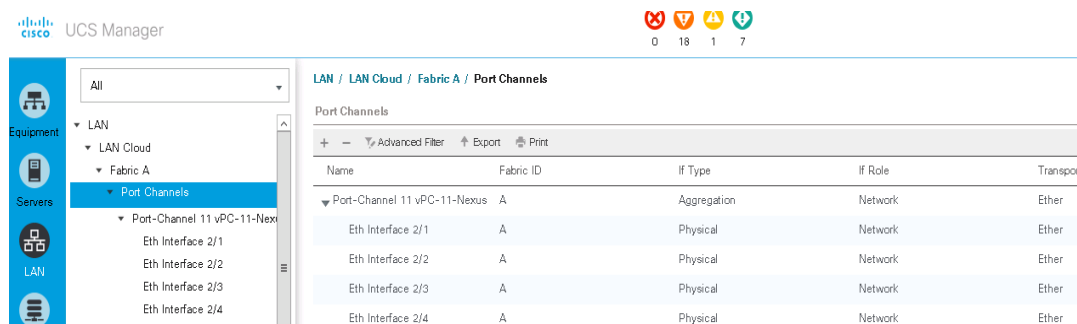 cisco UCS Manager
0 18 1 7
Equipment
Servers
LAN
All
LAN
LAN Cloud
Fabric A
Port Channels
Port-Channel 11 vPC-11-Nexu
Eth Interface 2/1
Eth Interface 2/2
Eth Interface 2/3
Eth Interface 2/4
LAN / LAN Cloud / Fabric A / Port Channels
Port Channels
+ − Advanced Filter Export Print
Name Fabric ID If Type If Role Transpor
Port-Channel 11 vPC-11-Nexus A Aggregation Network Ether
Eth Interface 2/1 A Physical Network Ether
Eth Interface 2/2 A Physical Network Ether
Eth Interface 2/3 A Physical Network Ether
Eth Interface 2/4 A Physical Network Ether